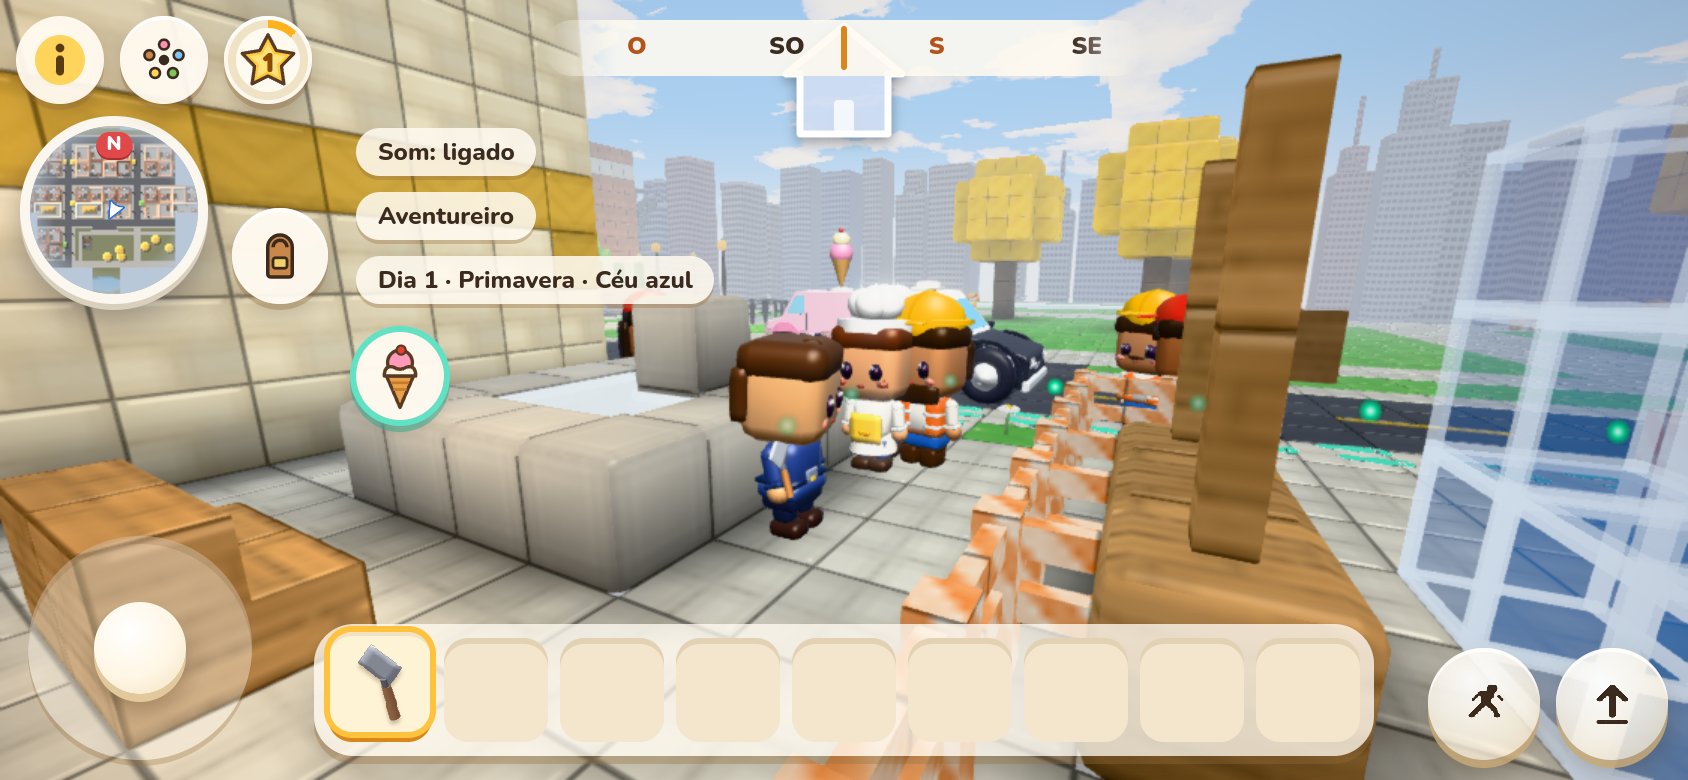 O SO S SE
1
N
Som: ligado
Aventureiro
Dia 1 · Primavera · Céu azul